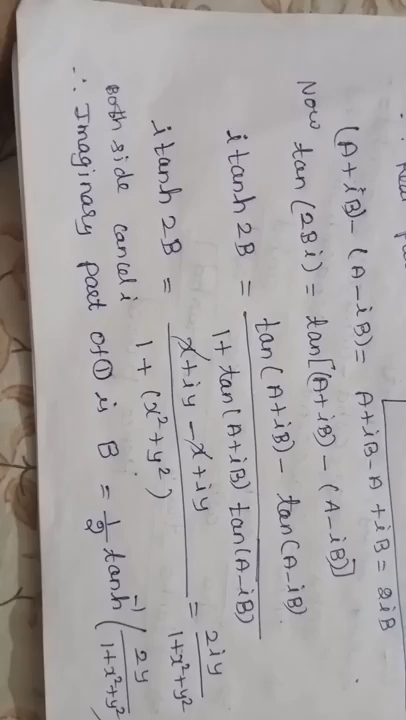 ∴ Real
(A+iB)-(A-iB) = A+iB-A+iB = 2iB
Now tan(2Bi) = tan[(A+iB)-(A-iB)]
i tanh 2B = tan(A+iB) - tan(A-iB) / 1+tan(A+iB) tan(A-iB)
i tanh 2B = x+iy-x+iy / 1+(x²+y²) = 2iy / 1+x²+y²
Both side cancel i
∴ Imaginary part of ① is B = 1/2 tanh⁻¹(2y / 1+x²+y²